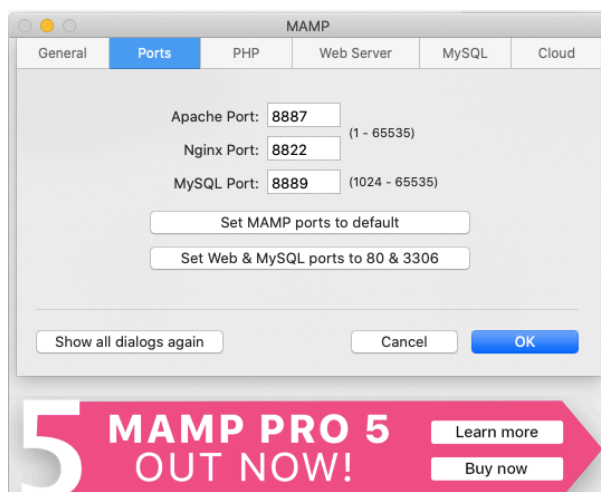 MAMP
General Ports PHP Web Server MySQL Cloud
Apache Port: 8887
(1 - 65535)
Nginx Port: 8822
MySQL Port: 8889 (1024 - 65535)
Set MAMP ports to default
Set Web & MySQL ports to 80 & 3306
Show all dialogs again Cancel OK
5 MAMP PRO 5 Learn more
OUT NOW! Buy now